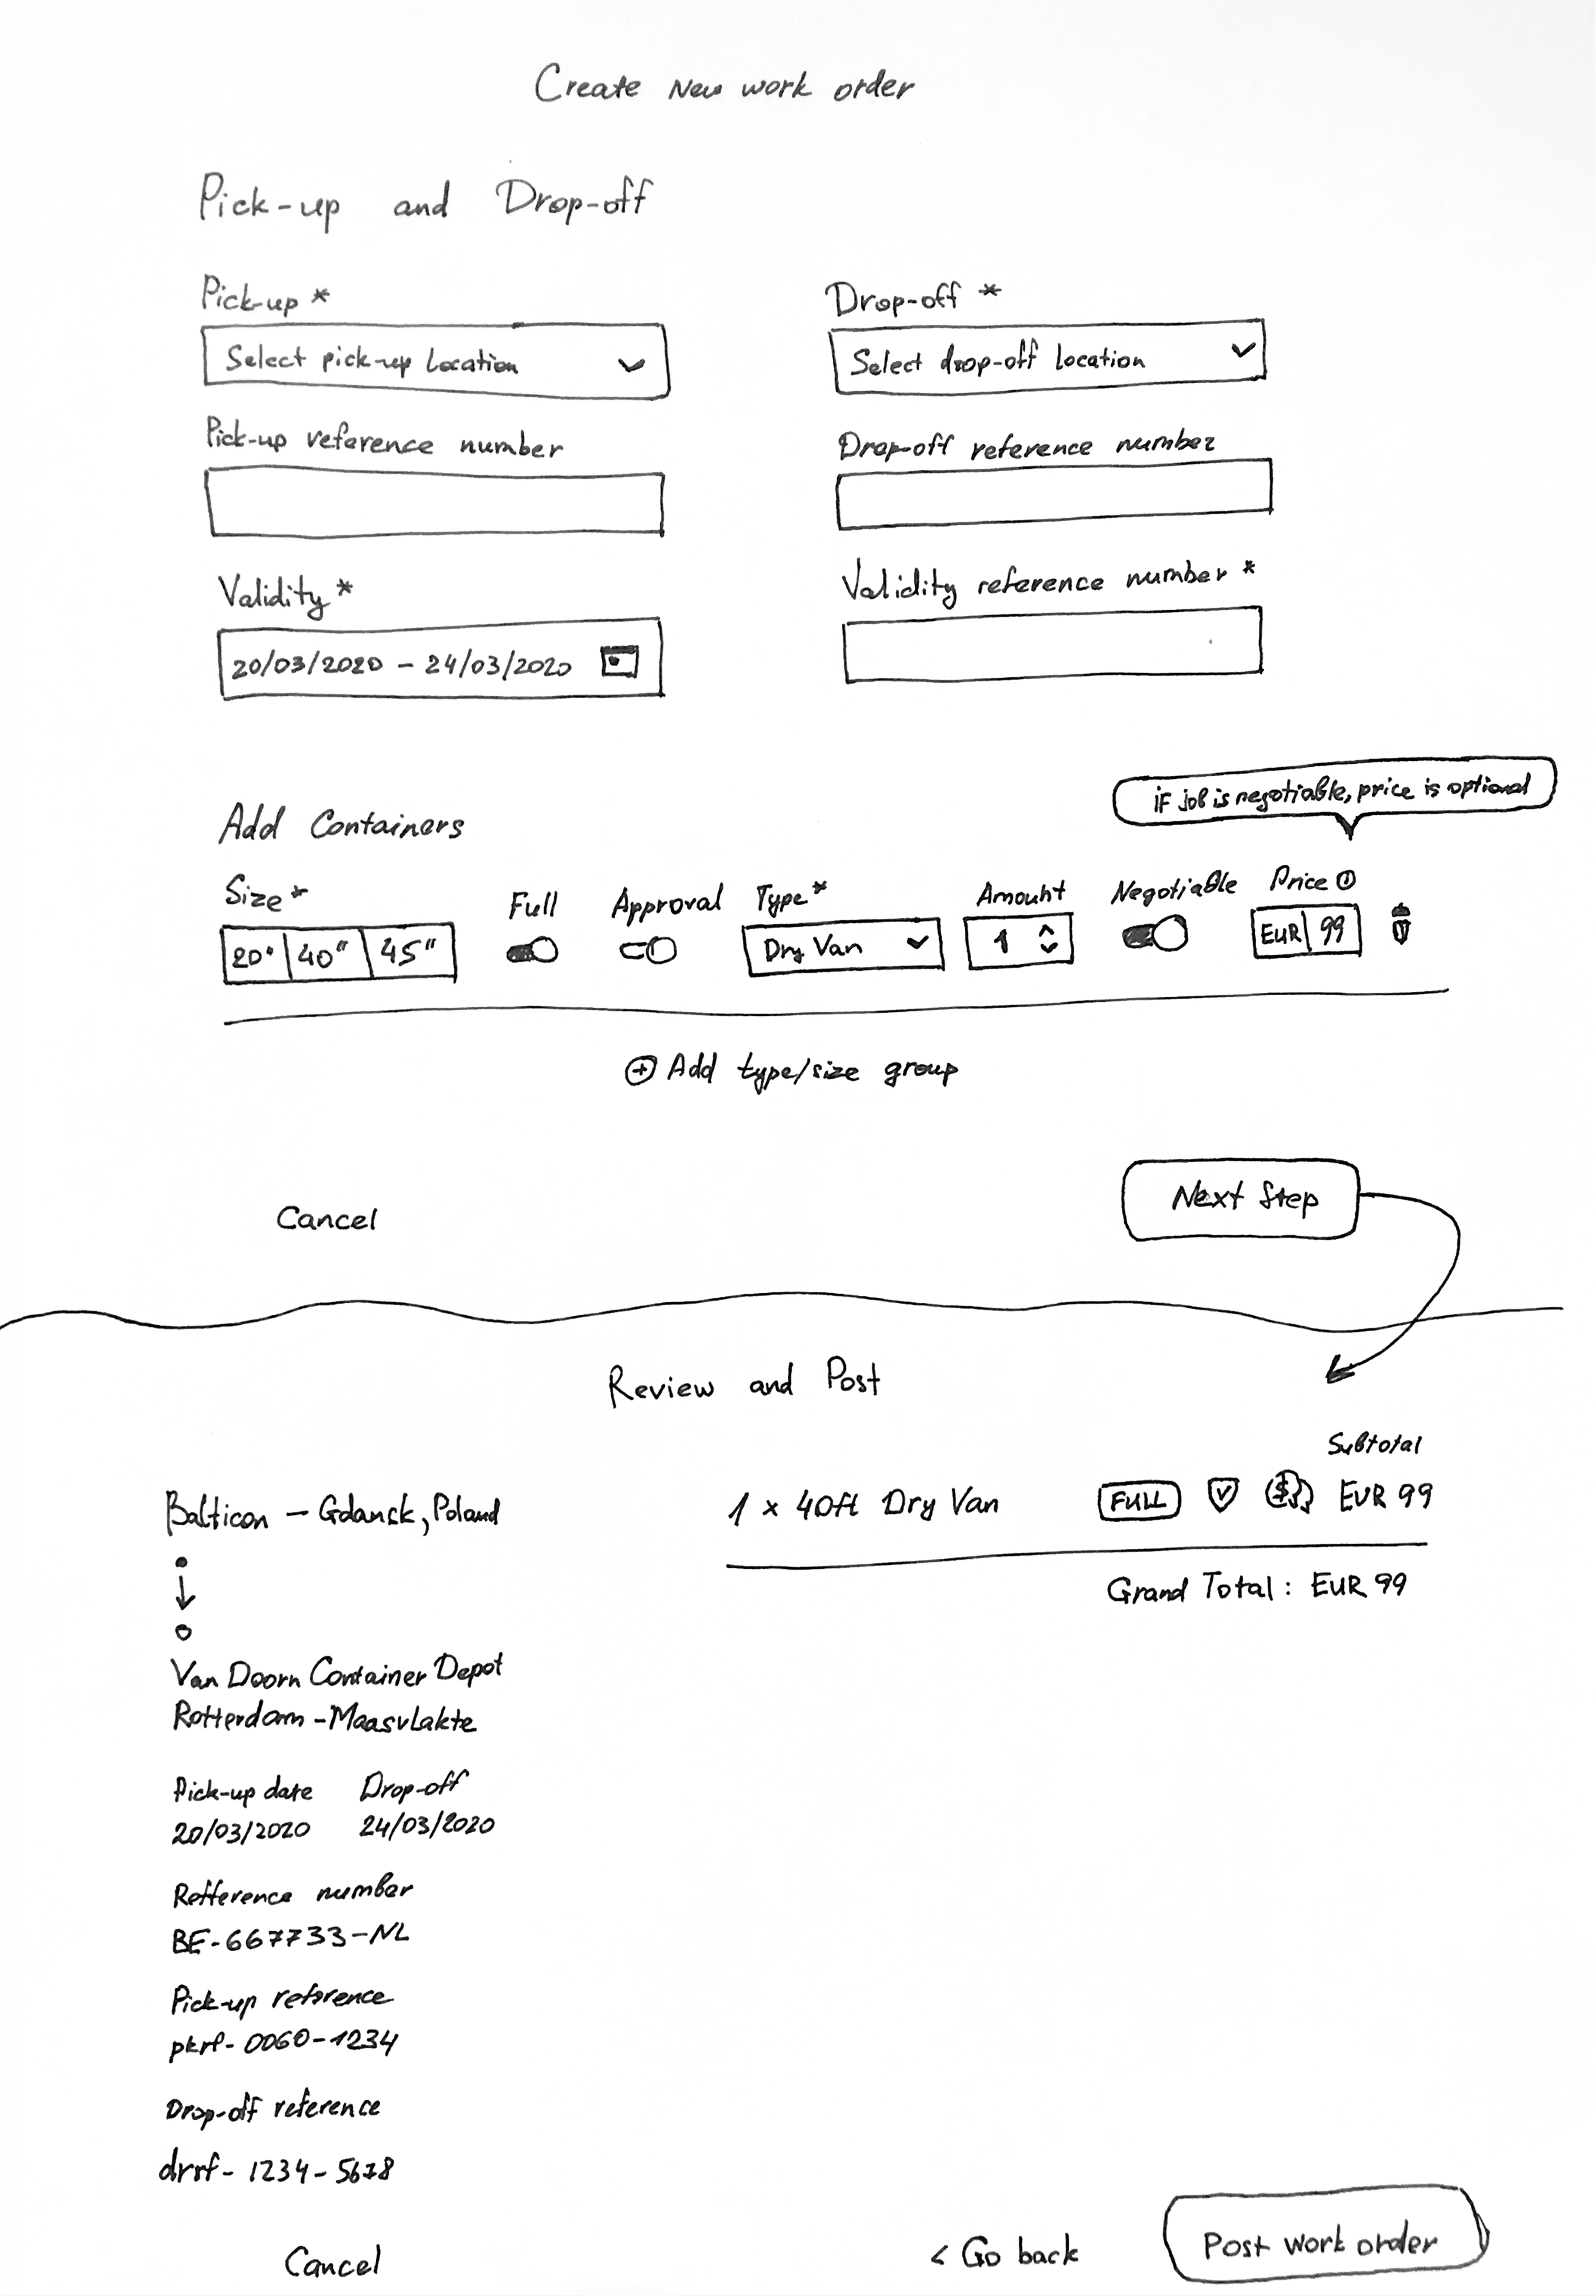 Create New work order
Pick-up and Drop-off
Pick-up *
Drop-off *
Select pick-up location
Select drop-off location
Pick-up reference number
Drop-off reference number
Validity *
Validity reference number *
20/03/2020 - 24/03/2020
if job is negotiable, price is optional
Add Containers
Size * Full Approval Type * Amount Negotiable Price
20" 40" 45" Dry Van 1 EUR 99
+ Add type/size group
Cancel
Next Step
Review and Post
Subtotal
Balticon - Gdansk, Poland
1 x 40ft Dry Van FULL $ EUR 99
Grand Total: EUR 99
Van Doorn Container Depot
Rotterdam - Maasvlakte
Pick-up date Drop-off
20/03/2020 24/03/2020
Refference number
BE-667733-NL
Pick-up reference
pkrf-0060-1234
Drop-off reference
drrf-1234-5678
Cancel
< Go back
Post work order